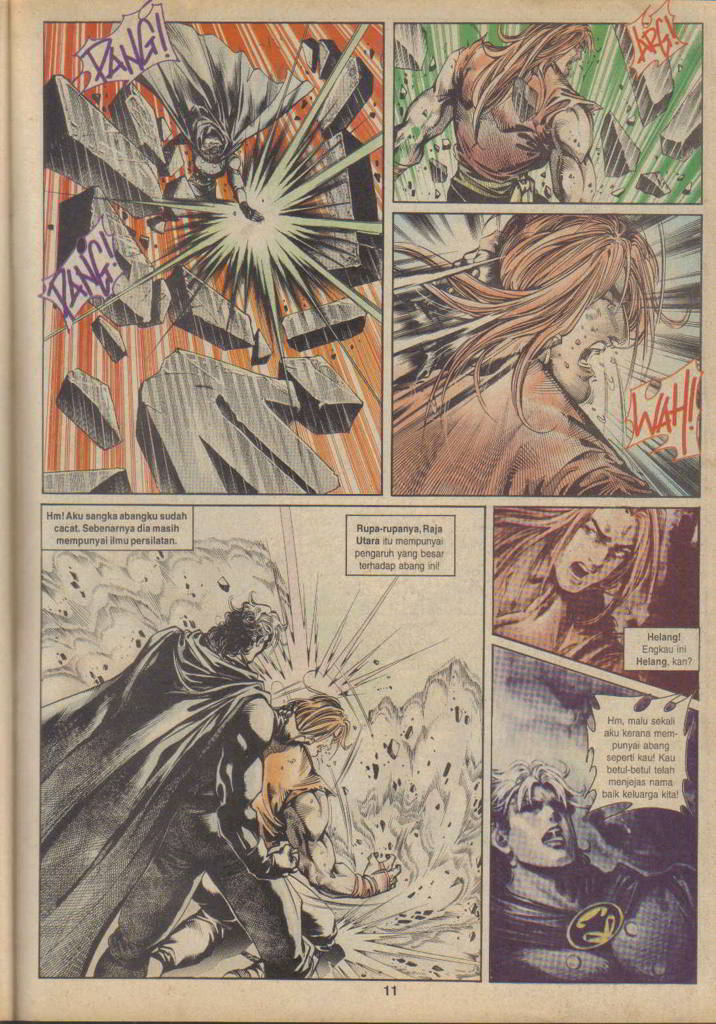 PANG!
PANG!
ARG!
WAH!
Hm! Aku sangka abangku sudah
cacat. Sebenarnya dia masih
mempunyai ilmu persilatan.
Rupa-rupanya, Raja
Utara itu mempunyai
pengaruh yang besar
terhadap abang ini!
Helang!
Engkau ini
Helang, kan?
Hm, malu sekali
aku kerana mem-
punyai abang
seperti kau! Kau
betul-betul telah
menjejas nama
baik keluarga kita!
11